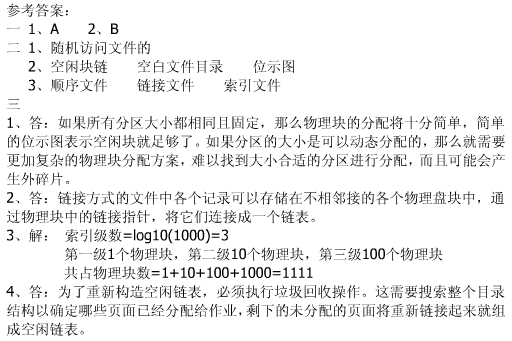 参考答案：
一 1、A  2、B
二 1、随机访问文件的
2、空闲块链  空白文件目录  位示图
3、顺序文件  链接文件  索引文件
三
1、答：如果所有分区大小都相同且固定，那么物理块的分配将十分简单，简单
的位示图表示空闲块就足够了。如果分区的大小是可以动态分配的，那么就需要
更加复杂的物理块分配方案，难以找到大小合适的分区进行分配，而且可能会产
生外碎片。
2、答：链接方式的文件中各个记录可以存储在不相邻接的各个物理盘块中，通
过物理块中的链接指针，将它们连接成一个链表。
3、解： 索引级数=log10(1000)=3
第一级1个物理块，第二级10个物理块，第三级100个物理块
共占物理块数=1+10+100+1000=1111
4、答：为了重新构造空闲链表，必须执行垃圾回收操作。这需要搜索整个目录
结构以确定哪些页面已经分配给作业，剩下的未分配的页面将重新链接起来就组
成空闲链表。